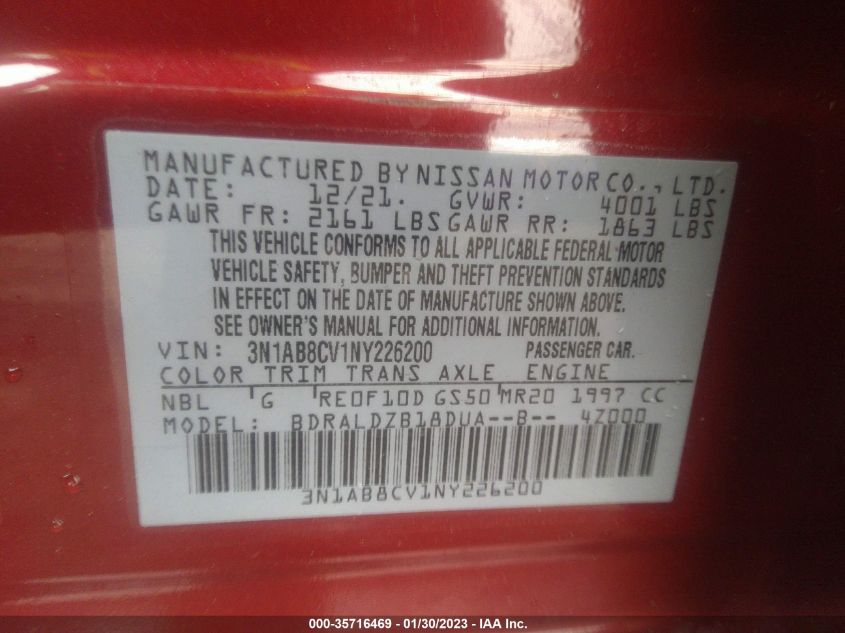 MANUFACTURED BY NISSAN MOTOR CO., LTD.
DATE: 12/21. GVWR: 4001 LBS
GAWR FR: 2161 LBS GAWR RR: 1863 LBS
THIS VEHICLE CONFORMS TO ALL APPLICABLE FEDERAL MOTOR
VEHICLE SAFETY, BUMPER AND THEFT PREVENTION STANDARDS
IN EFFECT ON THE DATE OF MANUFACTURE SHOWN ABOVE.
SEE OWNER'S MANUAL FOR ADDITIONAL INFORMATION.
VIN: 3N1AB8CV1NY226200 PASSENGER CAR.
COLOR TRIM TRANS AXLE ENGINE
NBL G RE0F10D GS50 MR20 1997 CC
MODEL: BDRALDZB18DUA--B-- 4Z000
3N1AB8CV1NY226200
000-35716469 - 01/30/2023 - IAA Inc.